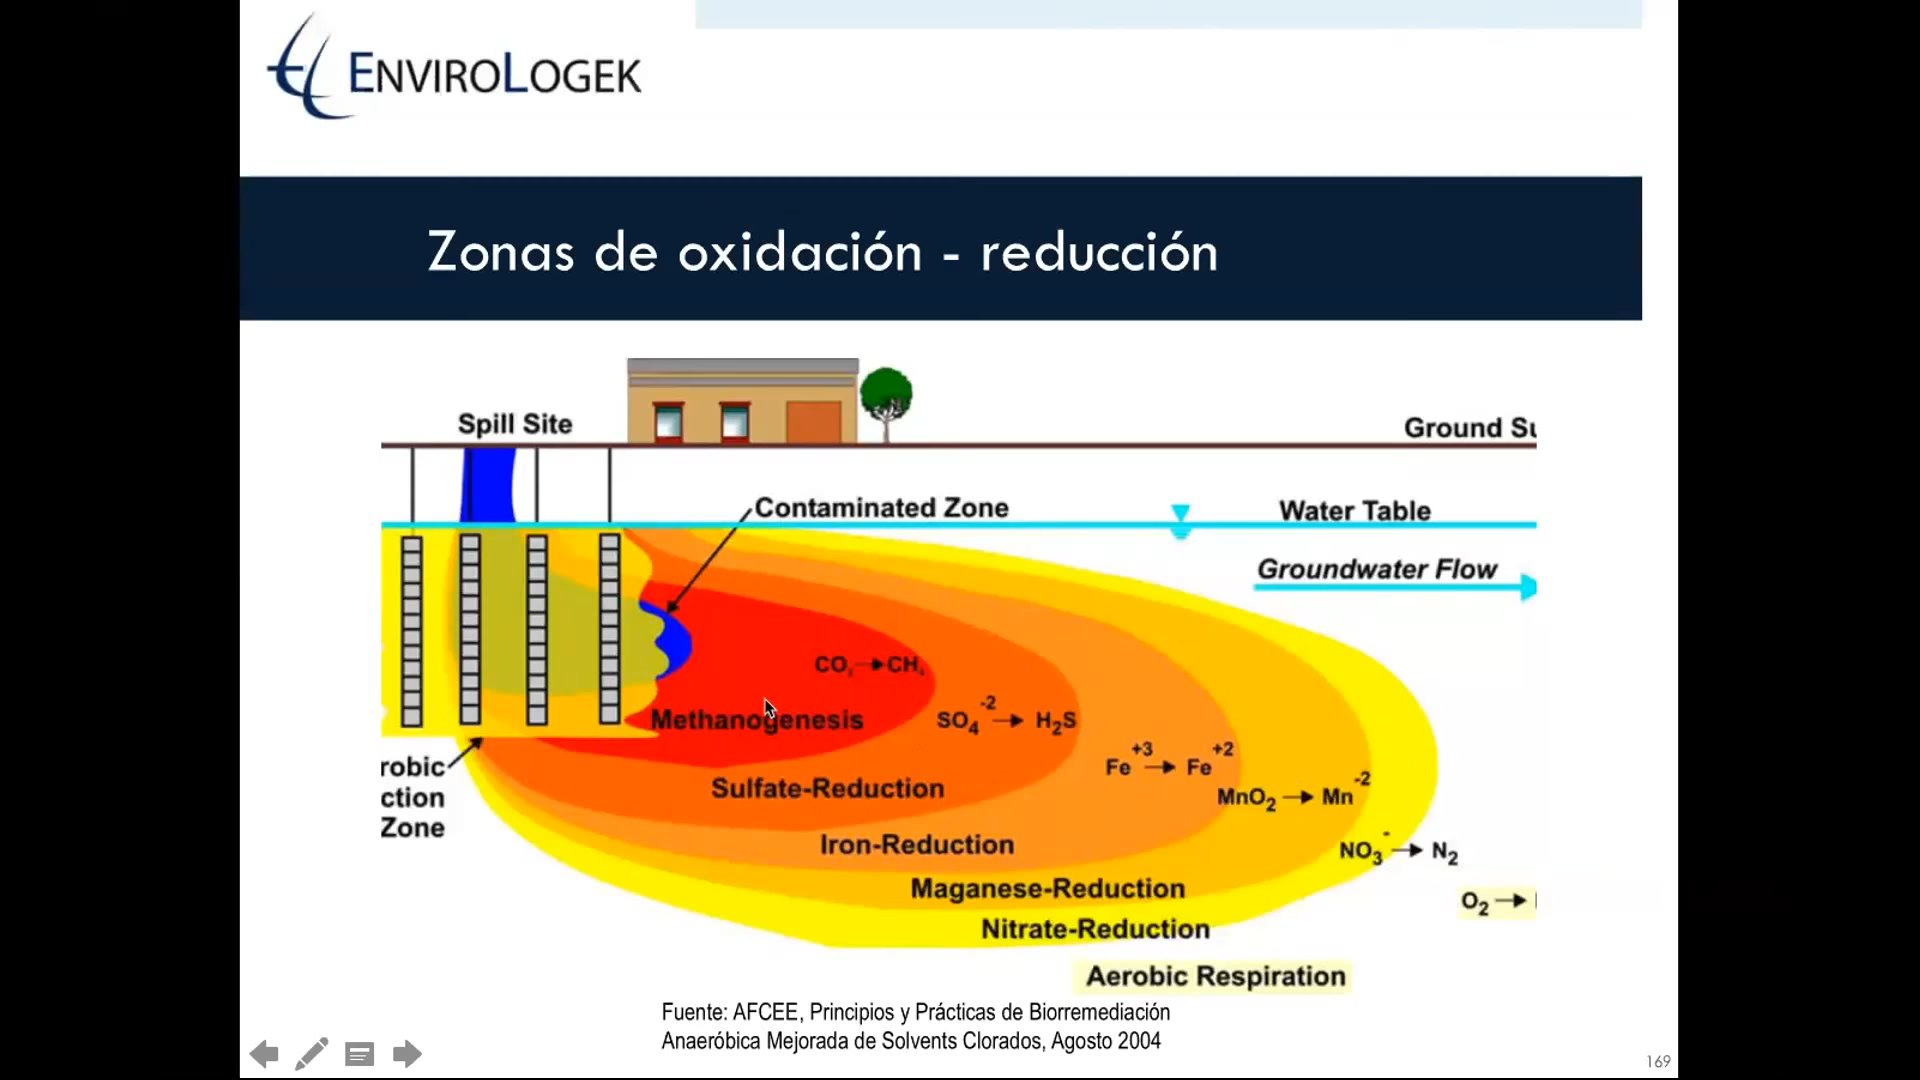 ENVIROLOGEK
Zonas de oxidación - reducción
Spill Site
Ground Su
Contaminated Zone
Water Table
Groundwater Flow
CO₂ → CH₄
Methanogenesis
SO₄⁻² → H₂S
Fe⁺³ → Fe⁺²
MnO₂ → Mn⁻²
Sulfate-Reduction
robic
ction
Zone
Iron-Reduction
NO₃⁻ → N₂
Maganese-Reduction
O₂ →
Nitrate-Reduction
Aerobic Respiration
Fuente: AFCEE, Principios y Prácticas de Biorremediación
Anaeróbica Mejorada de Solvents Clorados, Agosto 2004
169